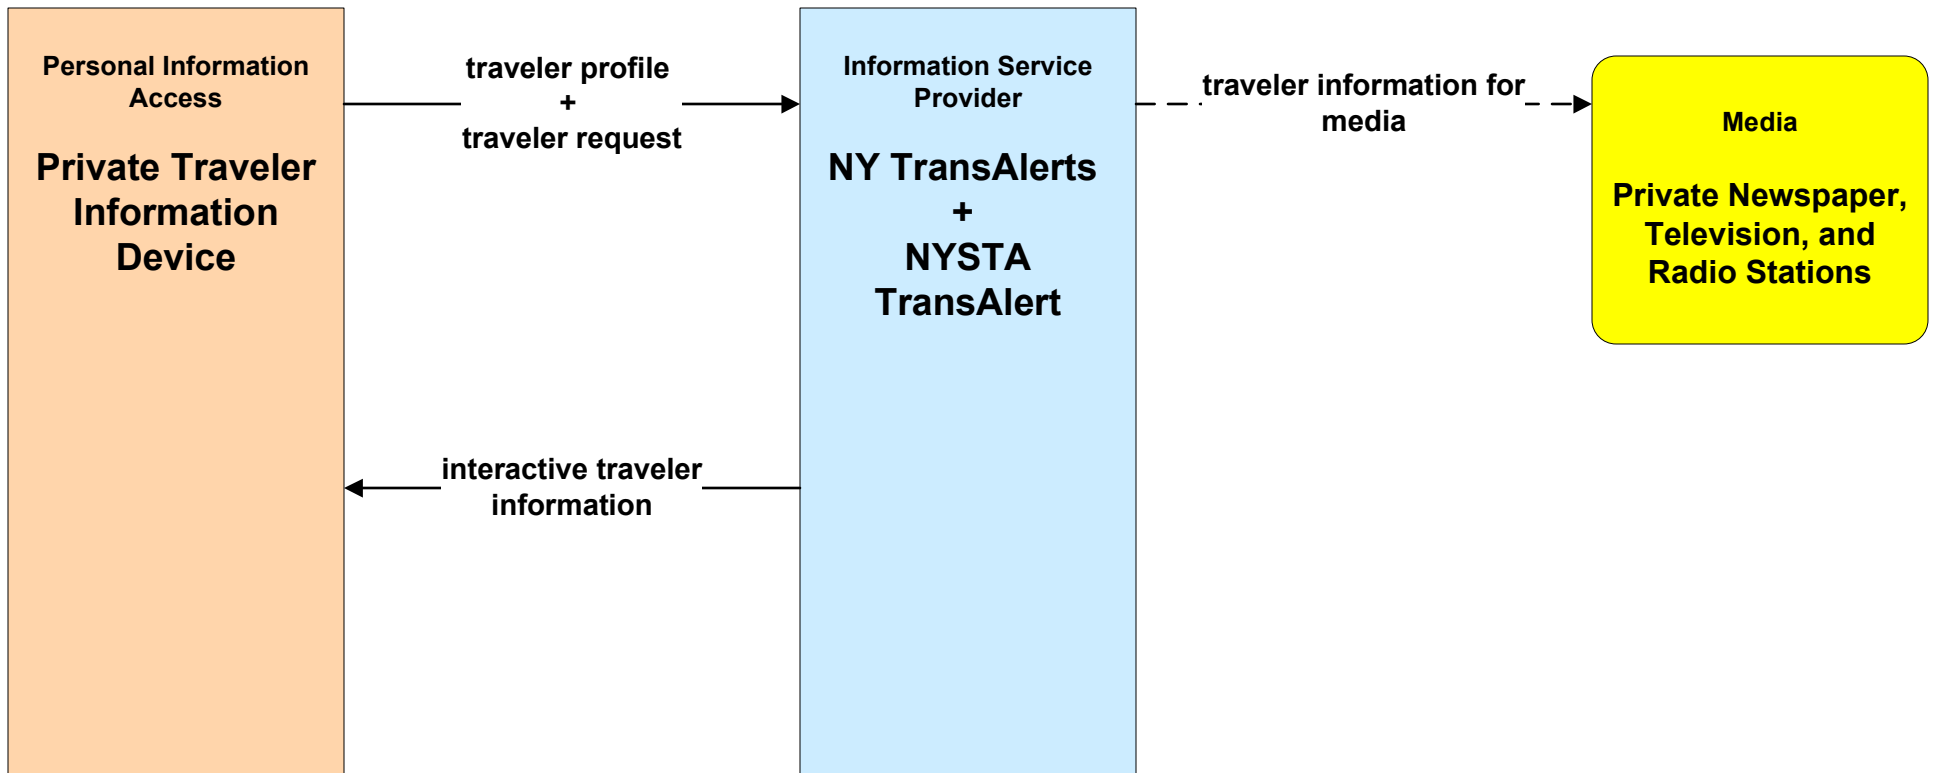 Personal Information
Access
Private Traveler
Information
Device
traveler profile
+
traveler request
Information Service
Provider
NY TransAlerts
+
NYSTA
TransAlert
traveler information for
media
Media
Private Newspaper,
Television, and
Radio Stations
interactive traveler
information